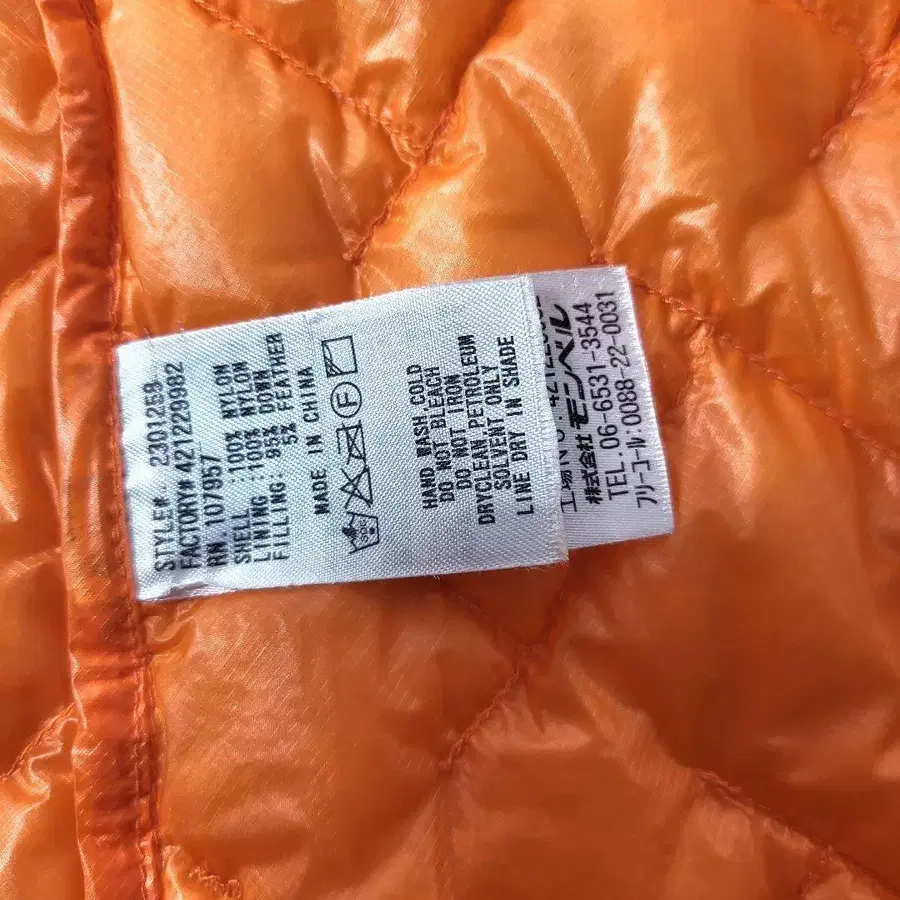 STYLE# 2301258
FACTORY# 421229982
RN.107957
SHELL :100% NYLON
LINING :100% NYLON
FILLING: 95% DOWN
5% FEATHER
MADE IN CHINA
HAND WASH.COLD
DO NOT BLEACH
DO NOT IRON
DRYCLEAN PETROLEUM
SOLVENT ONLY
LINE DRY IN SHADE
株式会社 モンベル
TEL.06-6531-3544
フリーコール:0088-22-0031